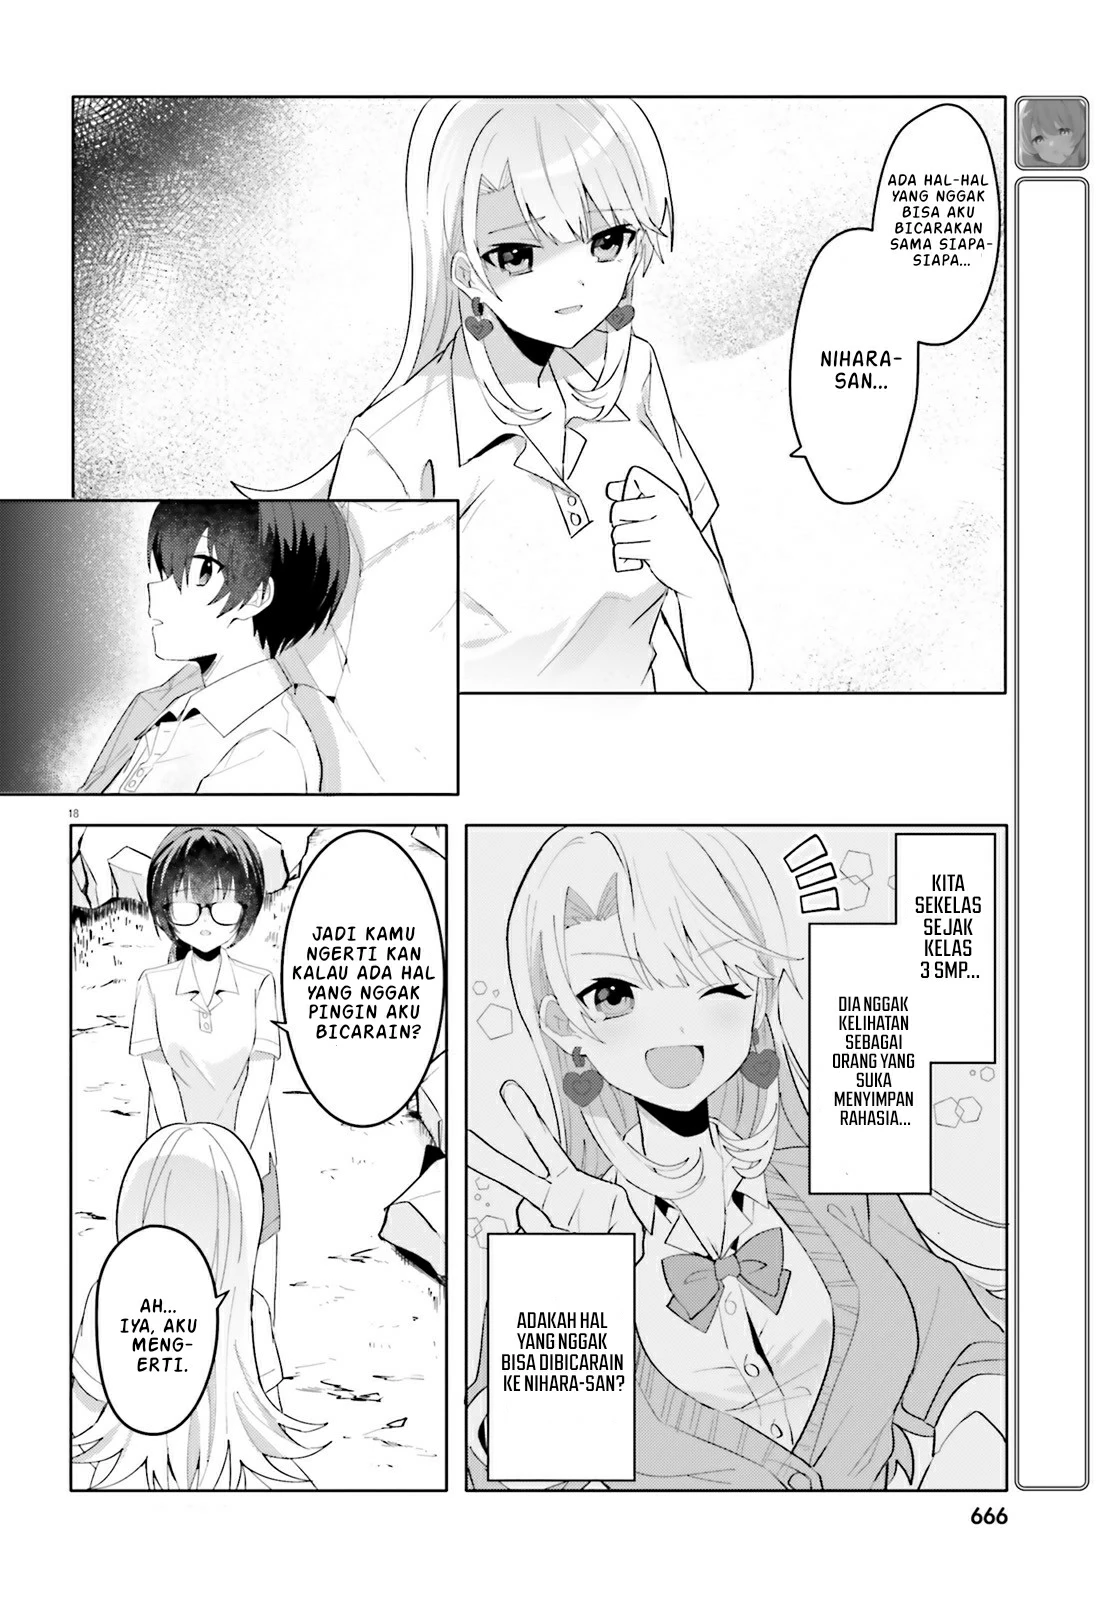 ADA HAL-HAL
YANG NGGAK
BISA AKU
BICARAKAN
SAMA SIAPA-
SIAPA...
NIHARA-
SAN...
18
KITA
SEKELAS
SEJAK
KELAS
3 SMP...
DIA NGGAK
KELIHATAN
SEBAGAI
ORANG YANG
SUKA
MENYIMPAN
RAHASIA...
ADAKAH HAL
YANG NGGAK
BISA DIBICARAIN
KE NIHARA-SAN?
JADI KAMU
NGERTI KAN
KALAU ADA HAL
YANG NGGAK
PINGIN AKU
BICARAIN?
AH...
IYA, AKU
MENG-
ERTI.
666